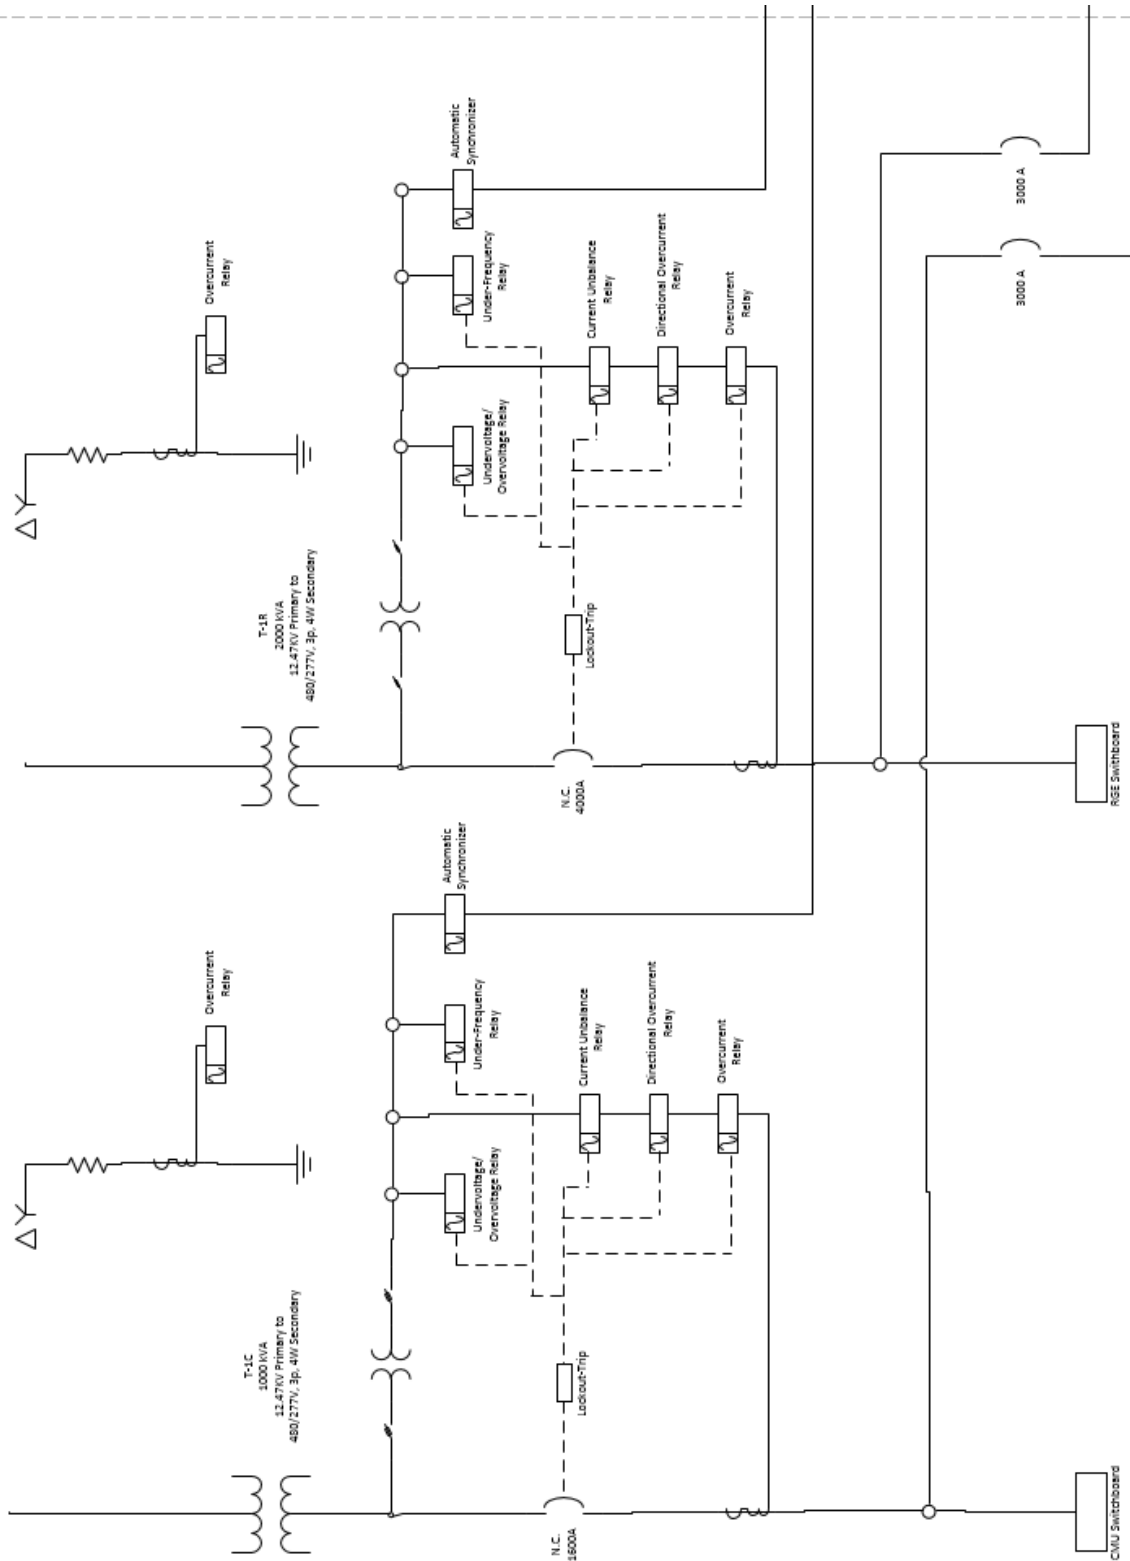 T-1C
1000 kVA
12.47KV Primary to
480/277V, 3p, 4W Secondary
Overcurrent
Relay
Undervoltage/
Overvoltage Relay
Under-Frequency
Relay
Automatic
Synchronizer
Current Unbalance
Relay
Directional Overcurrent
Relay
Overcurrent
Relay
Lockout-Trip
N.C.
1600A
CMU Switchboard
T-1R
2000 kVA
12.47KV Primary to
480/277V, 3p, 4W Secondary
Overcurrent
Relay
Undervoltage/
Overvoltage Relay
Under-Frequency
Relay
Automatic
Synchronizer
Current Unbalance
Relay
Directional Overcurrent
Relay
Overcurrent
Relay
Lockout-Trip
N.C.
4000A
RGE Swithboard
3000 A
3000 A